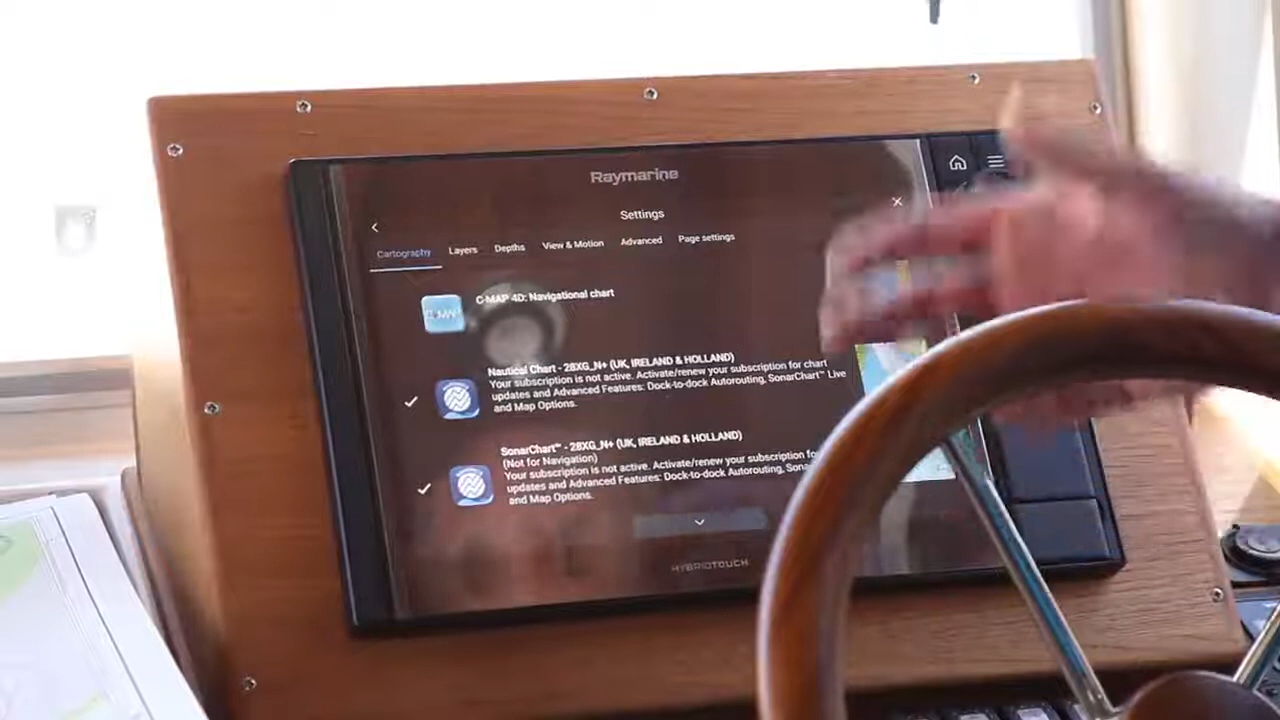 Raymarine
Settings
Cartography Layers Depths View & Motion Advanced Page settings
C-MAP 4D: Navigational chart
Nautical Chart - 28XG_N+ (UK, IRELAND & HOLLAND)
Your subscription is not active. Activate/renew your subscription for chart
updates and Advanced Features: Dock-to-dock Autorouting, SonarChart™ Live
and Map Options.
SonarChart™ - 28XG_N+ (UK, IRELAND & HOLLAND)
(Not for Navigation)
Your subscription is not active. Activate/renew your subscription
updates and Advanced Features: Dock-to-dock Autorouting,
and Map Options.
HYBRIDTOUCH